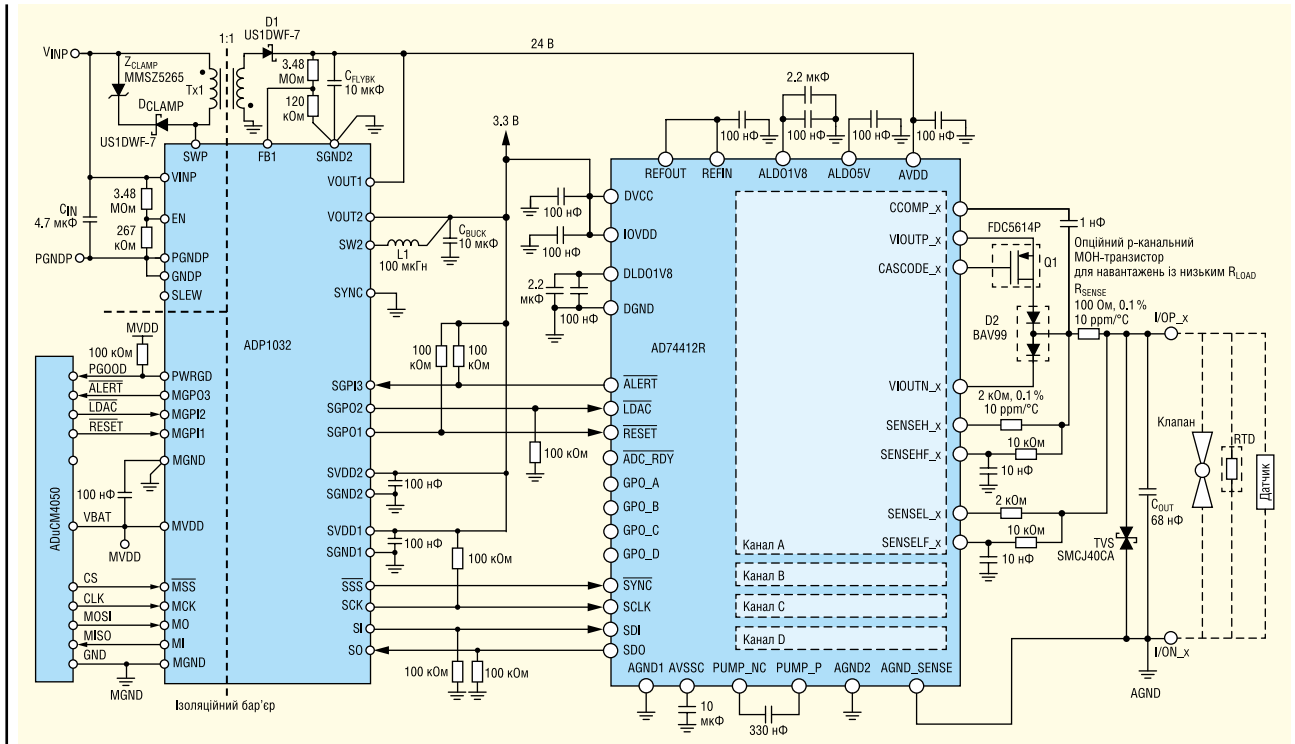 V_INP
Z_CLAMP
MMSZ5265
Tx1
1:1
D1
US1DWF-7
D_CLAMP
US1DWF-7
3.48
МОм
120
кОм
C_FLYBK
10 мкФ
24 В
3.3 В
SWP
FB1
SGND2
VINP
EN
PGNDP
GNDP
SLEW
C_IN
4.7 мкФ
3.48
МОм
267
кОм
PGNDP
VOUT1
VOUT2
SW2
SYNC
L1
100 мкГн
C_BUCK
10 мкФ
ADP1032
MVDD
100 кОм
PGOOD
ALERT
LDAC
RESET
PWRGD
MGPO3
MGPI2
MGPI1
MGND
100 нФ
VBAT
MVDD
MVDD
ADuCM4050
CS
CLK
MOSI
MISO
GND
MSS
MCK
MO
MI
MGND
MGND
Ізоляційний бар'єр
SGPI3
SGPO2
SGPO1
SVDD2
SGND2
SVDD1
SGND1
SSS
SCK
SI
SO
100
кОм
100
кОм
100 кОм
100 нФ
100 нФ
100 кОм
100 кОм
100 кОм
2.2 мкФ
100 нФ
100 нФ
100 нФ
100 нФ
REFOUT
REFIN
ALDO1V8
ALDO5V
AVDD
100 нФ
100 нФ
2.2
мкФ
100 нФ
DVCC
IOVDD
DLDO1V8
DGND
AD74412R
ALERT
LDAC
RESET
ADC_RDY
GPO_A
GPO_B
GPO_C
GPO_D
SYNC
SCLK
SDI
SDO
Канал A
Канал B
Канал C
Канал D
AGND1
AVSSC
PUMP_NC
PUMP_P
AGND2
AGND_SENSE
10
мкФ
330 нФ
CCOMP_x
VIOUTP_x
CASCODE_x
VIOUTN_x
SENSEH_x
SENSEHF_x
SENSEL_x
SENSELF_x
1 нФ
FDC5614P
Q1
Опційний р-канальний
МОН-транзистор
для навантажень із низьким R_LOAD
R_SENSE
100 Ом, 0.1%
10 ppm/°C
D2
BAV99
2 кОм, 0.1%
10 ppm/°C
10 кОм
10 нФ
2 кОм
10 кОм
10 нФ
I/OP_x
Клапан
RTD
Датчик
C_OUT
68 нФ
TVS
SMCJ40CA
I/ON_x
AGND